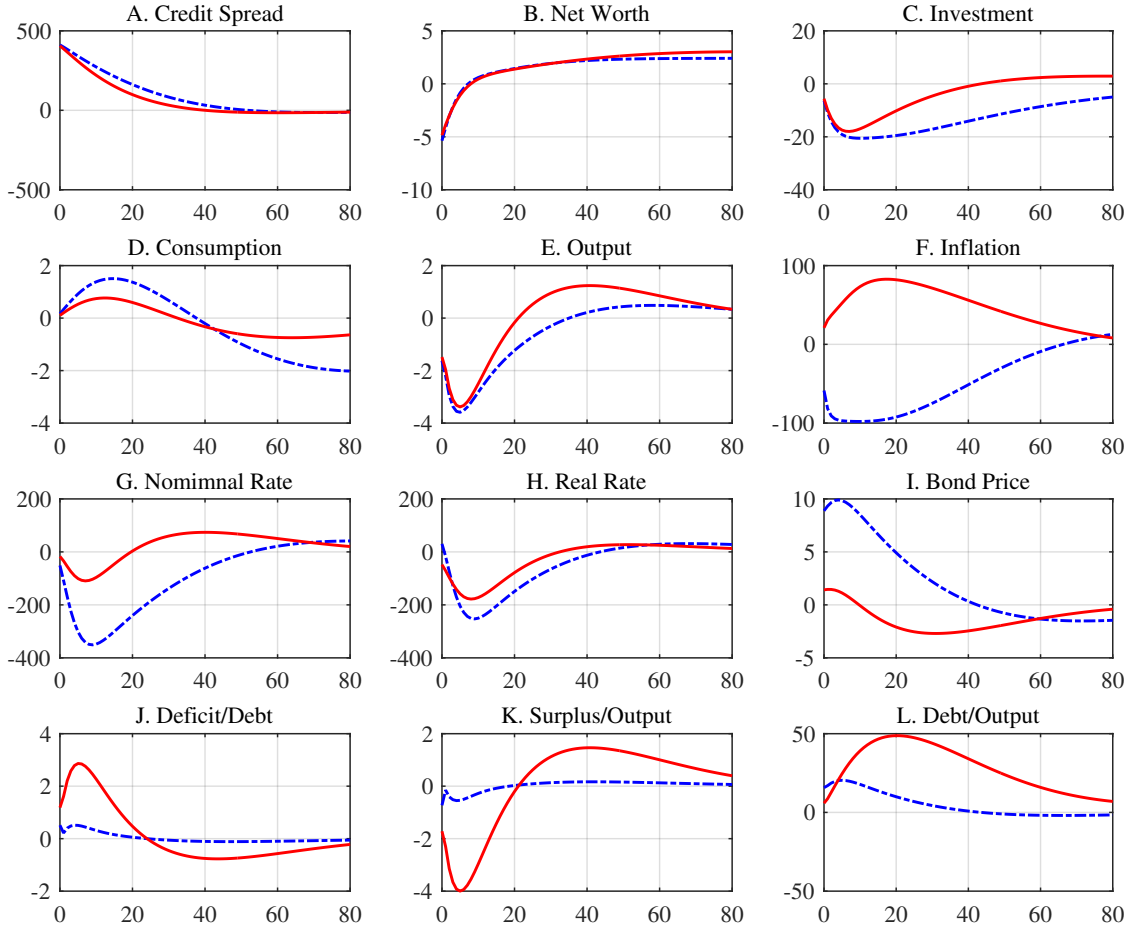 A. Credit Spread
500
0
-500
0 20 40 60 80
B. Net Worth
5
0
-5
-10
0 20 40 60 80
C. Investment
20
0
-20
-40
0 20 40 60 80
D. Consumption
2
0
-2
-4
0 20 40 60 80
E. Output
2
0
-2
-4
0 20 40 60 80
F. Inflation
100
0
-100
0 20 40 60 80
G. Nomimnal Rate
200
0
-200
-400
0 20 40 60 80
H. Real Rate
200
0
-200
-400
0 20 40 60 80
I. Bond Price
10
5
0
-5
0 20 40 60 80
J. Deficit/Debt
4
2
0
-2
0 20 40 60 80
K. Surplus/Output
2
0
-2
-4
0 20 40 60 80
L. Debt/Output
50
0
-50
0 20 40 60 80